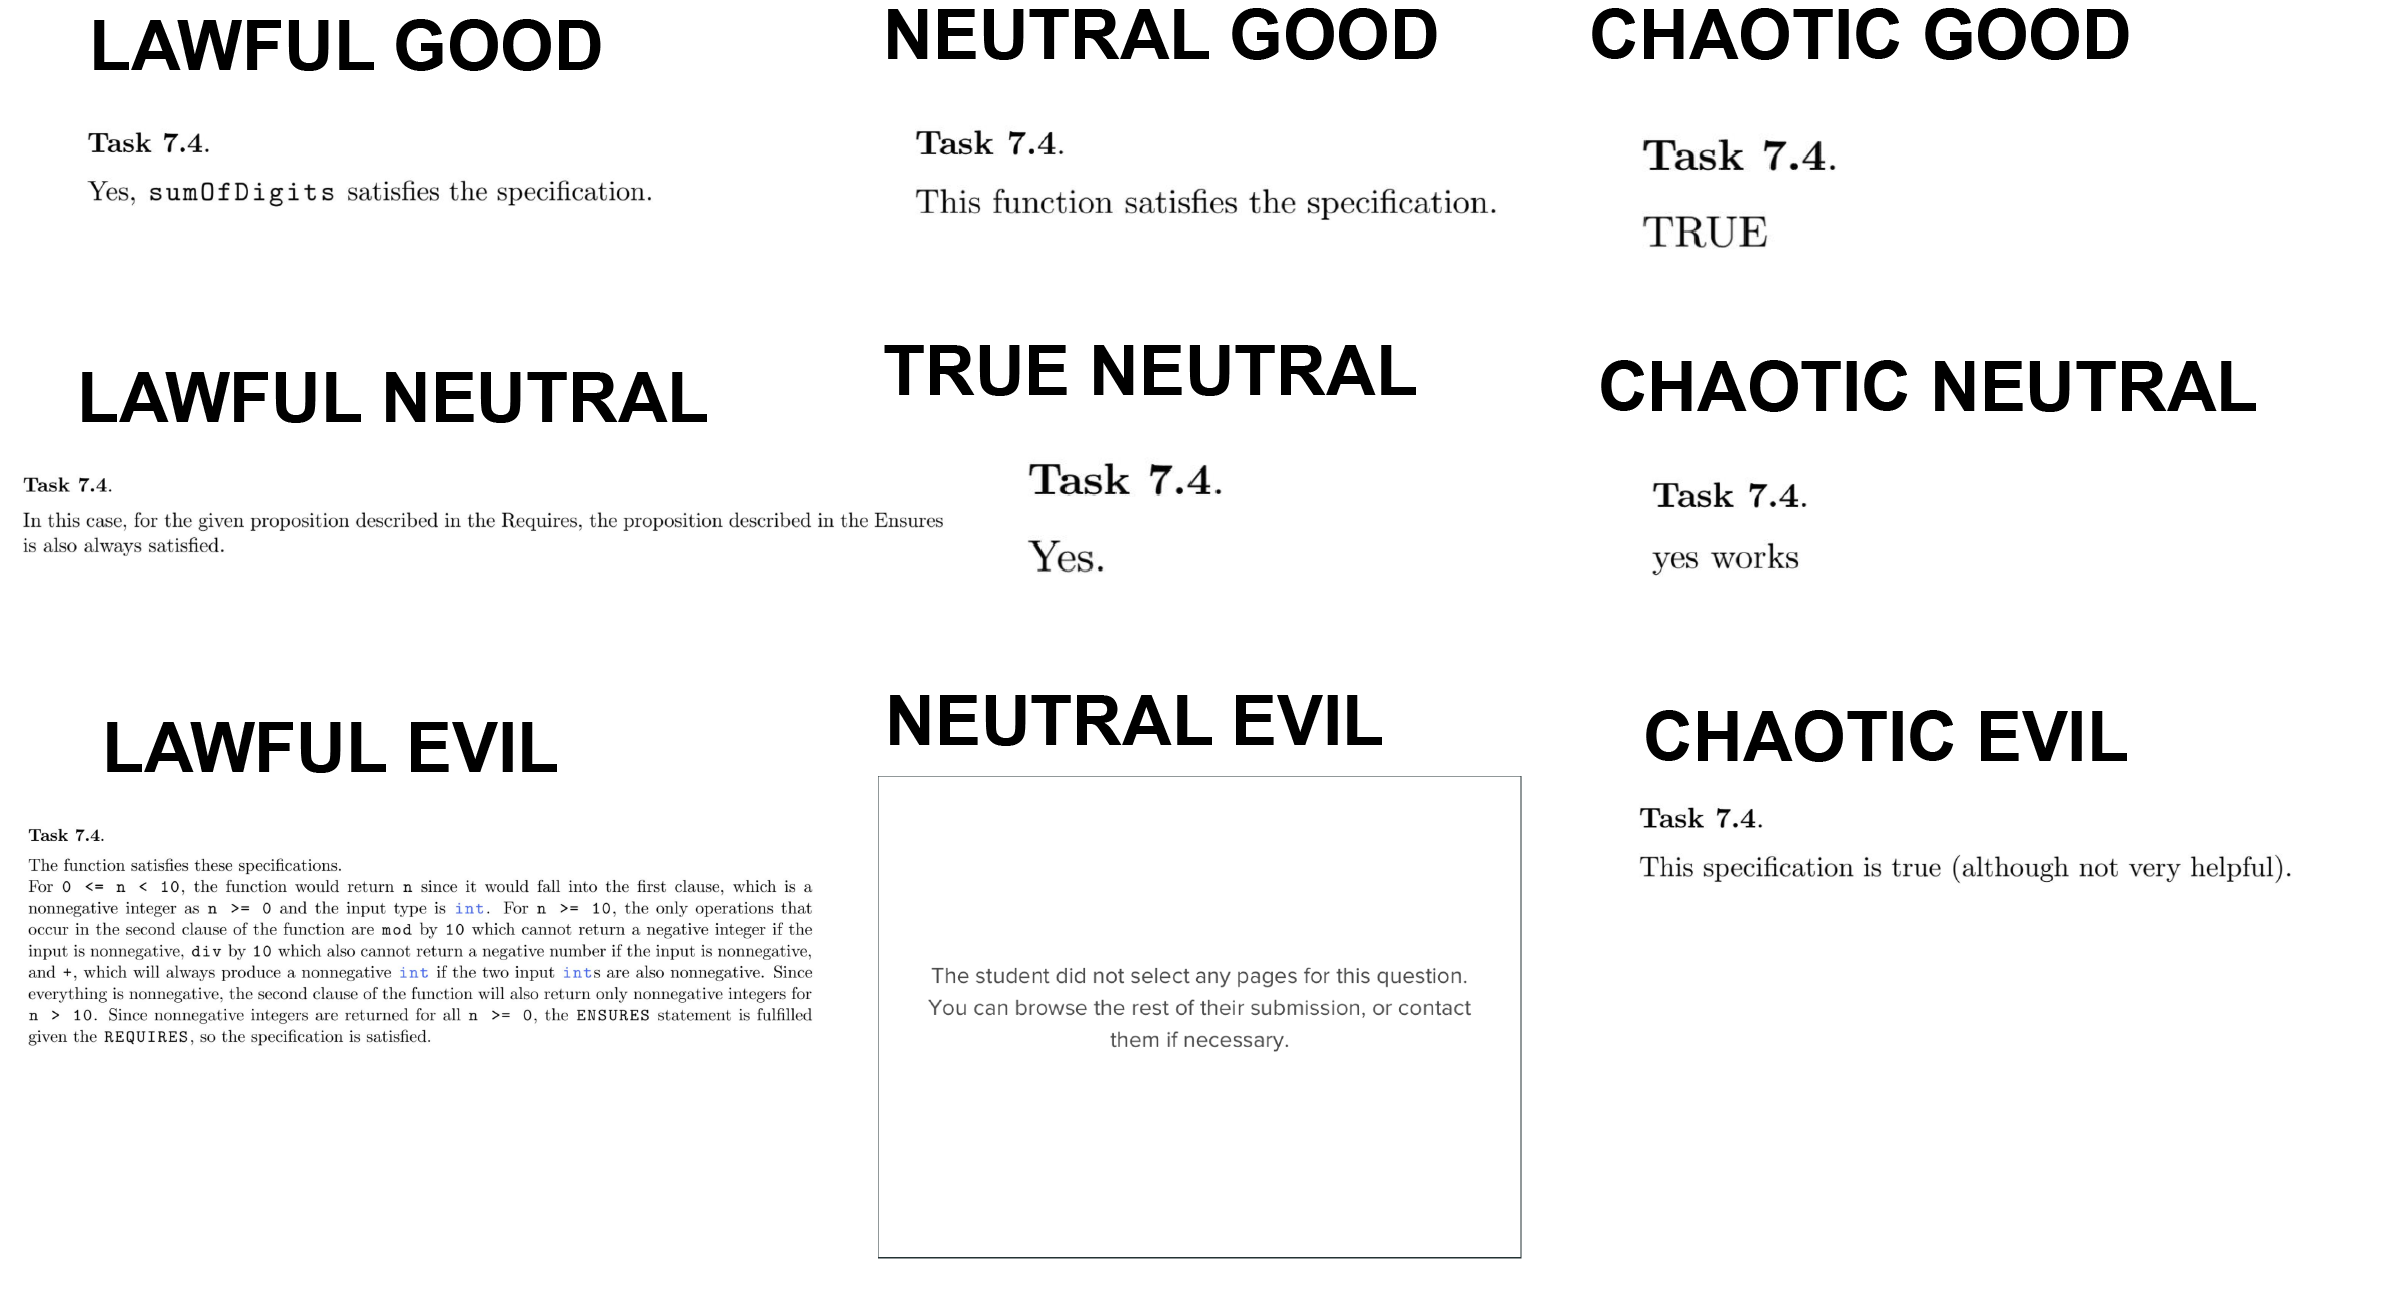 LAWFUL GOOD
Task 7.4.
Yes, sumOfDigits satisfies the specification.
NEUTRAL GOOD
Task 7.4.
This function satisfies the specification.
CHAOTIC GOOD
Task 7.4.
TRUE
LAWFUL NEUTRAL
Task 7.4.
In this case, for the given proposition described in the Requires, the proposition described in the Ensures
is also always satisfied.
TRUE NEUTRAL
Task 7.4.
Yes.
CHAOTIC NEUTRAL
Task 7.4.
yes works
LAWFUL EVIL
Task 7.4.
The function satisfies these specifications.
For 0 <= n < 10, the function would return n since it would fall into the first clause, which is a
nonnegative integer as n >= 0 and the input type is int. For n >= 10, the only operations that
occur in the second clause of the function are mod by 10 which cannot return a negative integer if the
input is nonnegative, div by 10 which also cannot return a negative number if the input is nonnegative,
and +, which will always produce a nonnegative int if the two input ints are also nonnegative. Since
everything is nonnegative, the second clause of the function will also return only nonnegative integers for
n > 10. Since nonnegative integers are returned for all n >= 0, the ENSURES statement is fulfilled
given the REQUIRES, so the specification is satisfied.
NEUTRAL EVIL
The student did not select any pages for this question.
You can browse the rest of their submission, or contact
them if necessary.
CHAOTIC EVIL
Task 7.4.
This specification is true (although not very helpful).